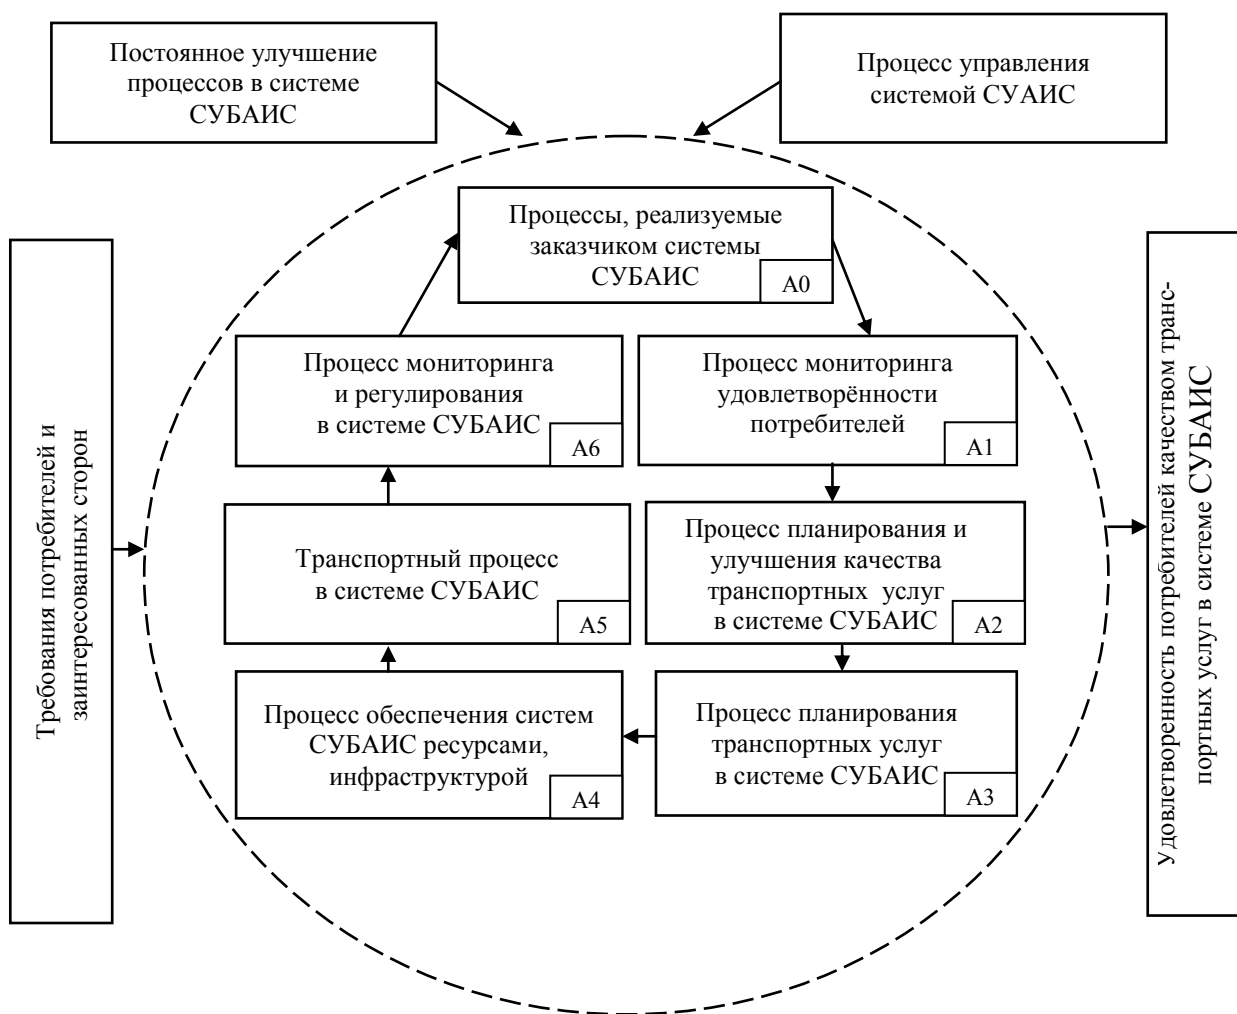 Постоянное улучшение
процессов в системе
СУБАИС
Процесс управления
системой СУАИС
Процессы, реализуемые
заказчиком системы
СУБАИС
А0
Требования потребителей и
заинтересованных сторон
Процесс мониторинга
и регулирования
в системе СУБАИС
А6
Процесс мониторинга
удовлетворённости
потребителей
А1
Удовлетворенность потребителей качеством транс-
портных услуг в системе СУБАИС
Транспортный процесс
в системе СУБАИС
А5
Процесс планирования и
улучшения качества
транспортных услуг
в системе СУБАИС
А2
Процесс обеспечения систем
СУБАИС ресурсами,
инфраструктурой
А4
Процесс планирования
транспортных услуг
в системе СУБАИС
А3